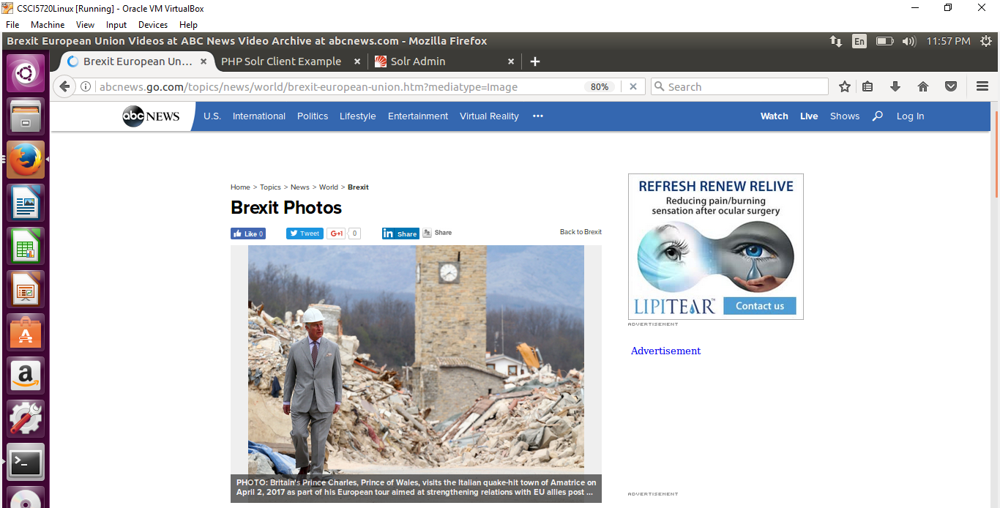 CSCI5720Linux [Running] - Oracle VM VirtualBox
File Machine View Input Devices Help
Brexit European Union Videos at ABC News Video Archive at abcnews.com - Mozilla Firefox
En 11:57 PM
Brexit European Un... × PHP Solr Client Example × Solr Admin × +
abcnews.go.com/topics/news/world/brexit-european-union.htm?mediatype=Image 80% Search
abc NEWS U.S. International Politics Lifestyle Entertainment Virtual Reality ••• Watch Live Shows Log In
Home > Topics > News > World > Brexit
Brexit Photos
Like 0 Tweet G+1 0 in Share Share Back to Brexit
PHOTO: Britain's Prince Charles, Prince of Wales, visits the Italian quake-hit town of Amatrice on
April 2, 2017 as part of his European tour aimed at strengthening relations with EU allies post ...
REFRESH RENEW RELIVE
Reducing pain/burning
sensation after ocular surgery
LIPITEAR™ Contact us
ADVERTISEMENT
Advertisement
ADVERTISEMENT